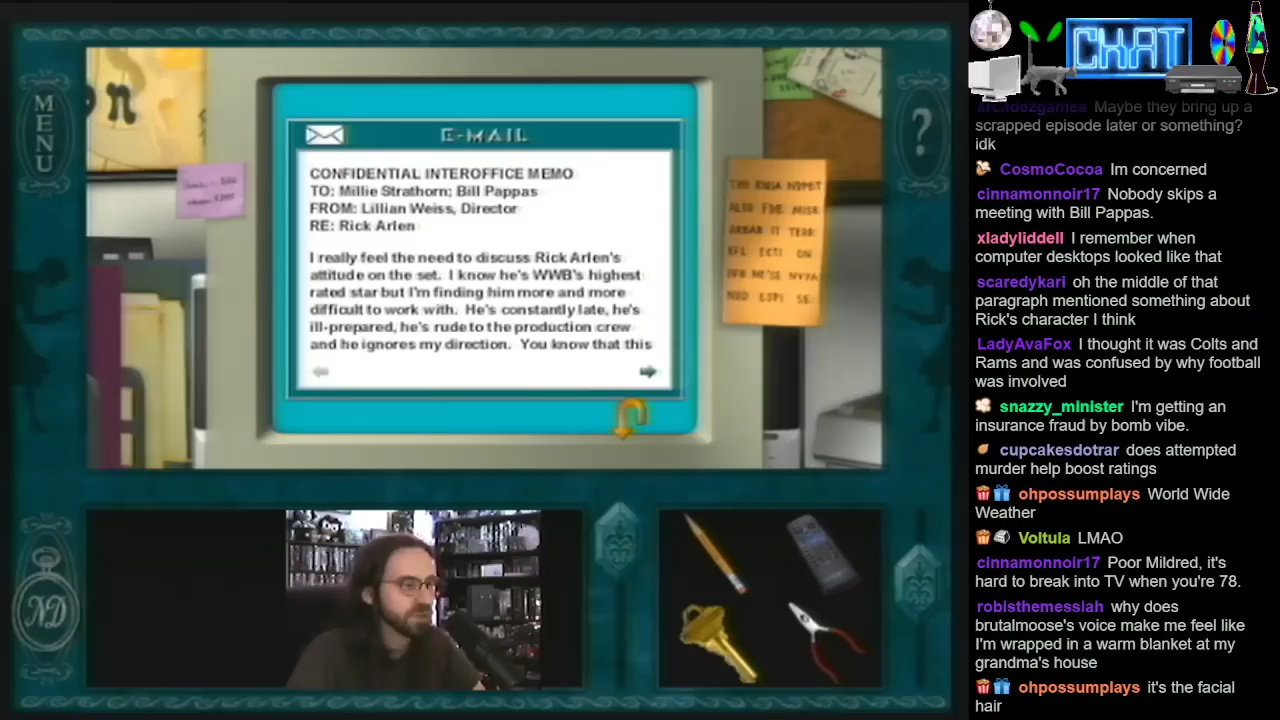 MENU
?
E-MAIL
CONFIDENTIAL INTEROFFICE MEMO
TO: Millie Strathorn; Bill Pappas
FROM: Lillian Weiss, Director
RE: Rick Arlen
I really feel the need to discuss Rick Arlen's
attitude on the set. I know he's WWB's highest
rated star but I'm finding him more and more
difficult to work with. He's constantly late, he's
ill-prepared, he's rude to the production crew
and he ignores my direction. You know that this
ND
CHAT
Maybe they bring up a
scrapped episode later or something?
idk
CosmoCocoa Im concerned
cinnamonnoir17 Nobody skips a
meeting with Bill Pappas.
xladyliddell I remember when
computer desktops looked like that
scaredykari oh the middle of that
paragraph mentioned something about
Rick's character I think
LadyAvaFox I thought it was Colts and
Rams and was confused by why football
was involved
snazzy_minister I'm getting an
insurance fraud by bomb vibe.
cupcakesdotrar does attempted
murder help boost ratings
ohpossumplays World Wide
Weather
Voltula LMAO
cinnamonnoir17 Poor Mildred, it's
hard to break into TV when you're 78.
robisthemessiah why does
brutalmoose's voice make me feel like
I'm wrapped in a warm blanket at my
grandma's house
ohpossumplays it's the facial
hair